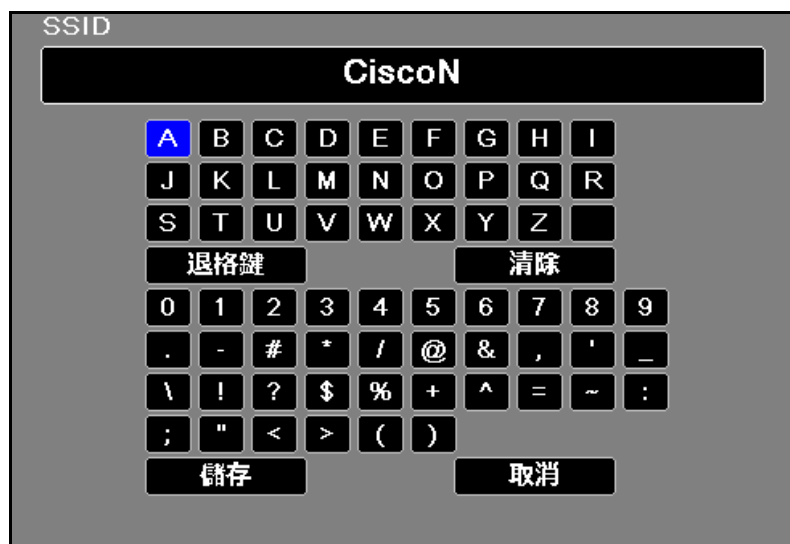 SSID
CiscoN
A B C D E F G H I
J K L M N O P Q R
S T U V W X Y Z
退格鍵 清除
0 1 2 3 4 5 6 7 8 9
. - # * / @ & , ' _
\ ! ? $ % + ^ = ~ :
; " < > ( )
儲存 取消